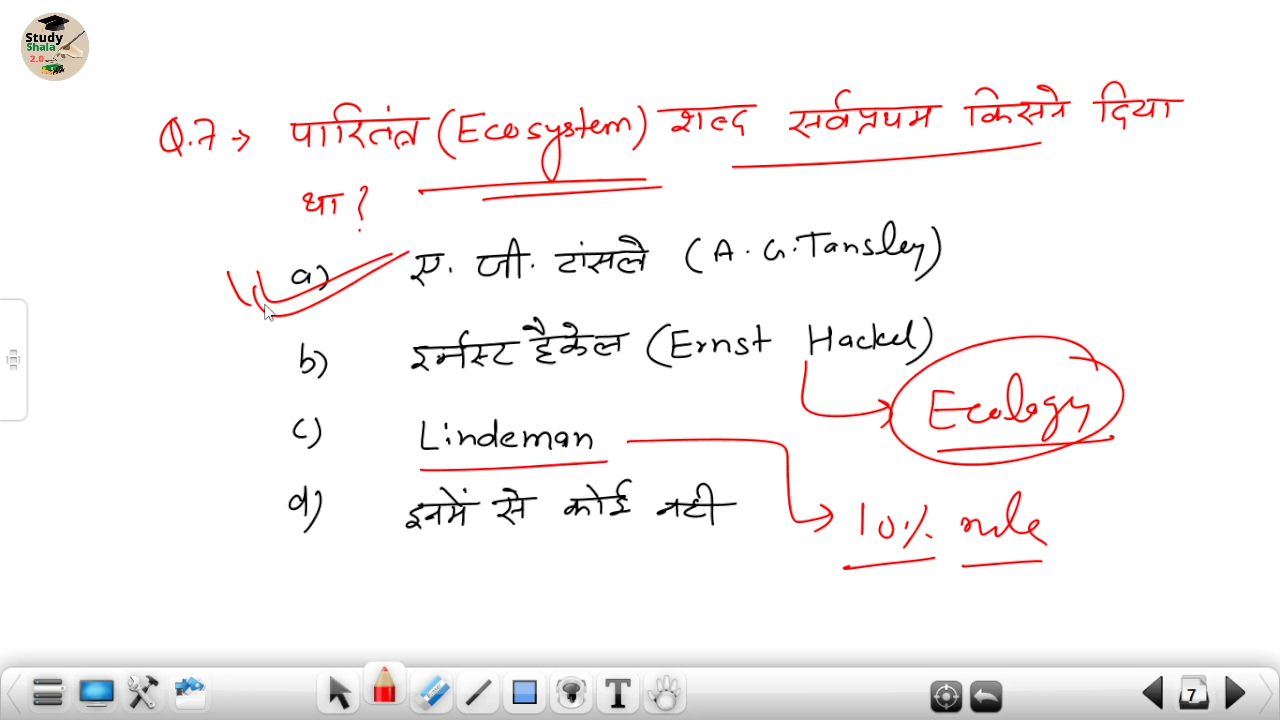 Study
Shala
2.0
Q.7→ पारितंत्र (Ecosystem) शब्द सर्वप्रथम किसने दिया
था?
a) ए. जी. टांसले (A. G. Tansley)
b) इर्नस्ट हैकेल (Ernst Hackel)
Ecology
c) Lindeman
d) इनमें से कोई नही
10% rule
7